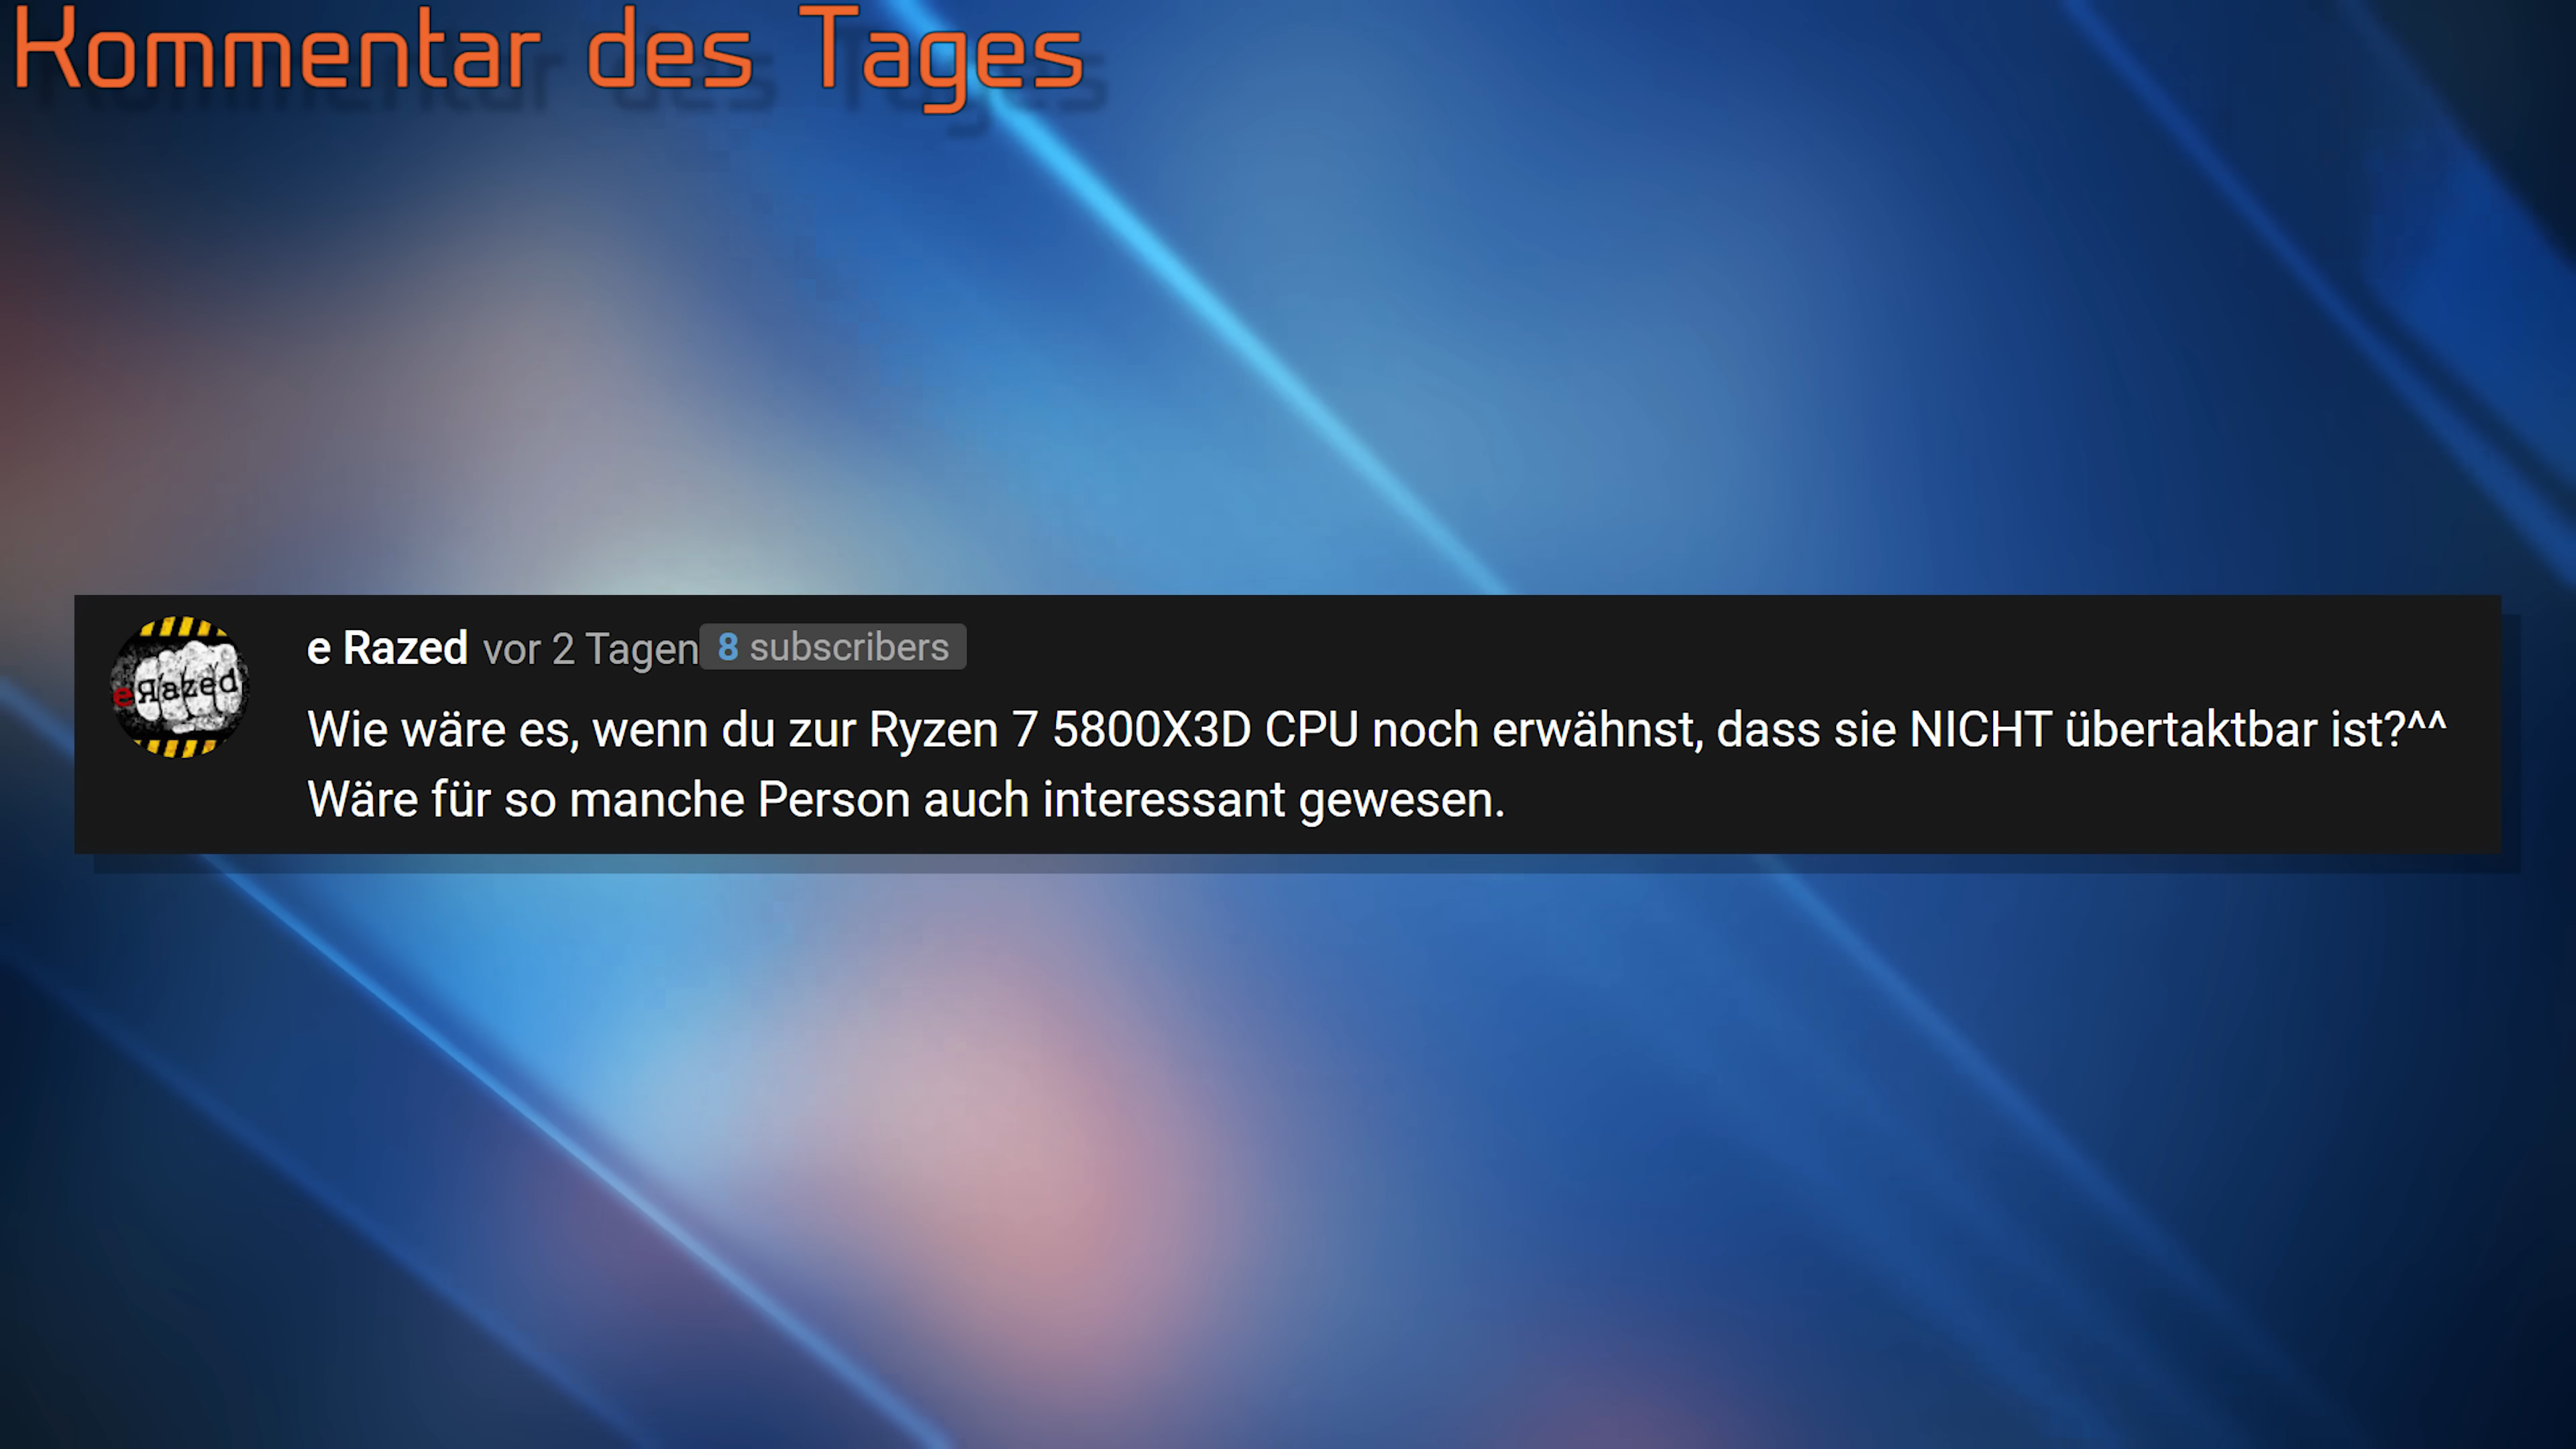 Kommentar des Tages
e Razed vor 2 Tagen 8 subscribers
eЯazed
Wie wäre es, wenn du zur Ryzen 7 5800X3D CPU noch erwähnst, dass sie NICHT übertaktbar ist?^^
Wäre für so manche Person auch interessant gewesen.